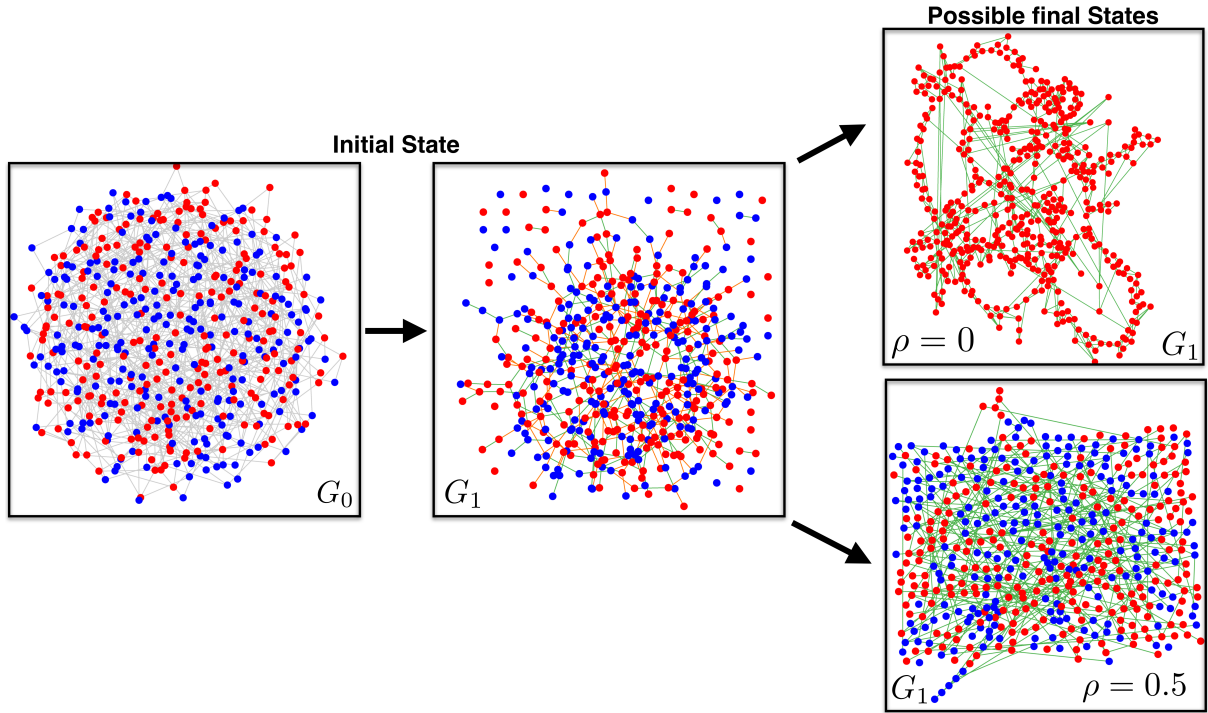 Possible final States
Initial State
ρ = 0
G₁
G₀
G₁
G₁
ρ = 0.5